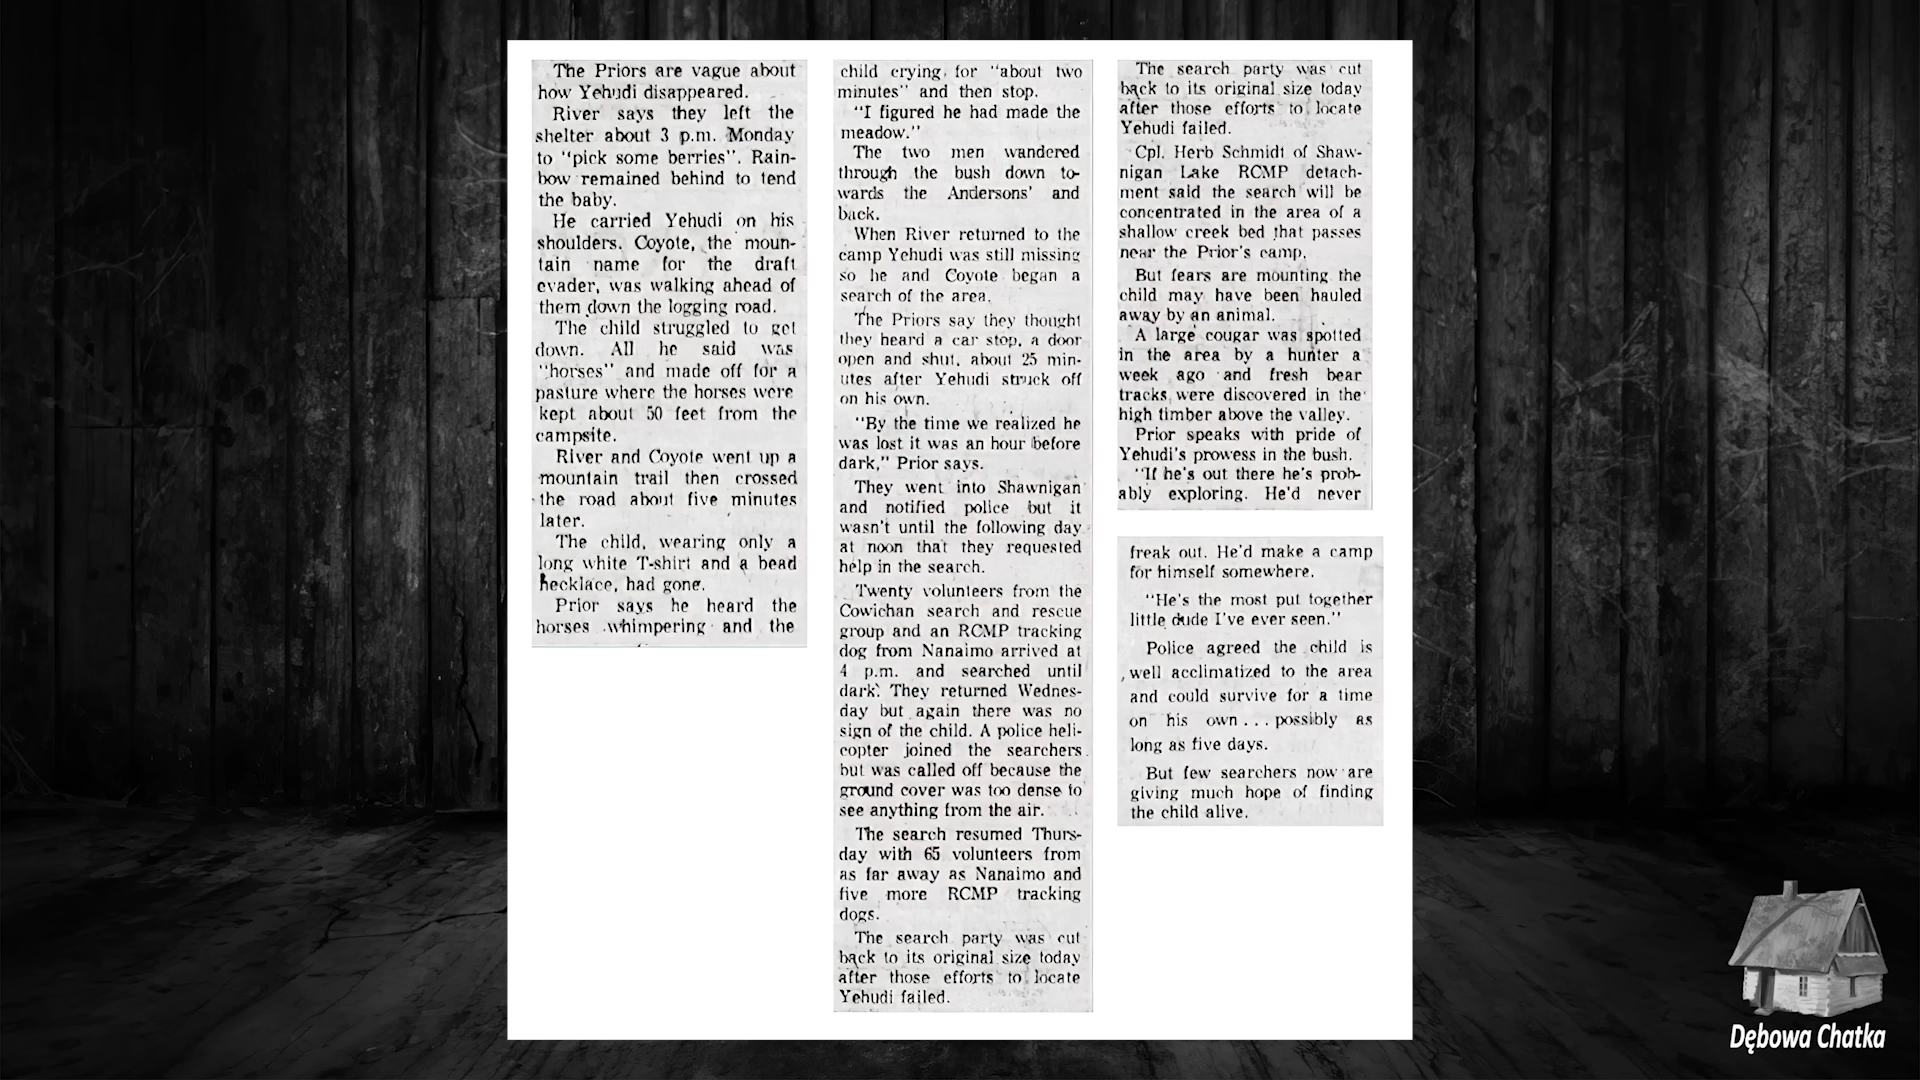 The Priors are vague about
how Yehudi disappeared.
River says they left the
shelter about 3 p.m. Monday
to "pick some berries". Rain-
bow remained behind to tend
the baby.
He carried Yehudi on his
shoulders. Coyote, the moun-
tain name for the draft
evader, was walking ahead of
them down the logging road.
The child struggled to get
down. All he said was
"horses" and made off for a
pasture where the horses were
kept about 50 feet from the
campsite.
River and Coyote went up a
mountain trail then crossed
the road about five minutes
later.
The child, wearing only a
long white T-shirt and a bead
necklace, had gone.
Prior says he heard the
horses whimpering and the
child crying for "about two
minutes" and then stop.
"I figured he had made the
meadow."
The two men wandered
through the bush down to-
wards the Andersons' and
back.
When River returned to the
camp Yehudi was still missing
so he and Coyote began a
search of the area.
The Priors say they thought
they heard a car stop, a door
open and shut, about 25 min-
utes after Yehudi struck off
on his own.
"By the time we realized he
was lost it was an hour before
dark," Prior says.
They went into Shawnigan
and notified police but it
wasn't until the following day
at noon that they requested
help in the search.
Twenty volunteers from the
Cowichan search and rescue
group and an RCMP tracking
dog from Nanaimo arrived at
4 p.m. and searched until
dark. They returned Wednes-
day but again there was no
sign of the child. A police heli-
copter joined the searchers
but was called off because the
ground cover was too dense to
see anything from the air.
The search resumed Thurs-
day with 65 volunteers from
as far away as Nanaimo and
five more RCMP tracking
dogs.
The search party was cut
back to its original size today
after those efforts to locate
Yehudi failed.
The search party was cut
back to its original size today
after those efforts to locate
Yehudi failed.
Cpl. Herb Schmidt of Shaw-
nigan Lake RCMP detach-
ment said the search will be
concentrated in the area of a
shallow creek bed that passes
near the Prior's camp.
But fears are mounting the
child may have been hauled
away by an animal.
A large cougar was spotted
in the area by a hunter a
week ago and fresh bear
tracks were discovered in the
high timber above the valley.
Prior speaks with pride of
Yehudi's prowess in the bush.
"If he's out there he's prob-
ably exploring. He'd never
freak out. He'd make a camp
for himself somewhere.
"He's the most put together
little dude I've ever seen."
Police agreed the child is
well acclimatized to the area
and could survive for a time
on his own . . . possibly as
long as five days.
But few searchers now are
giving much hope of finding
the child alive.
Dębowa Chatka